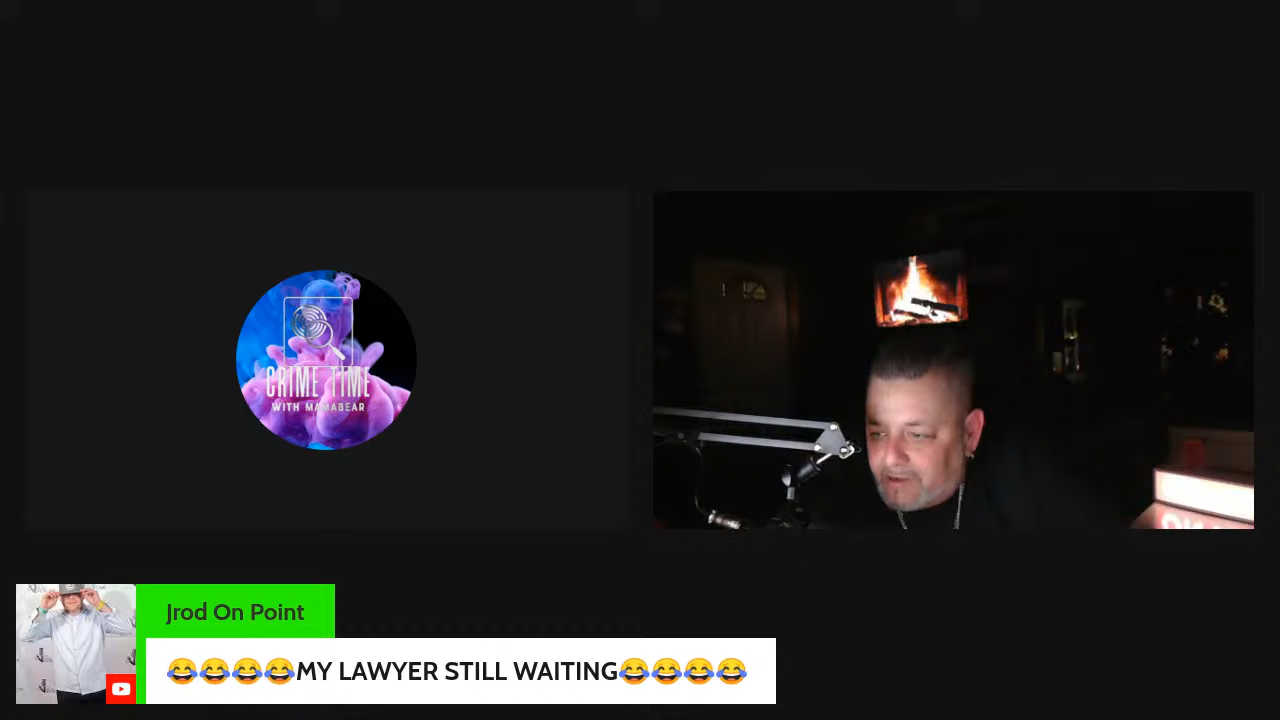 CRIME TIME
WITH MAMABEAR
Jrod On Point
😂😂😂😂MY LAWYER STILL WAITING😂😂😂😂